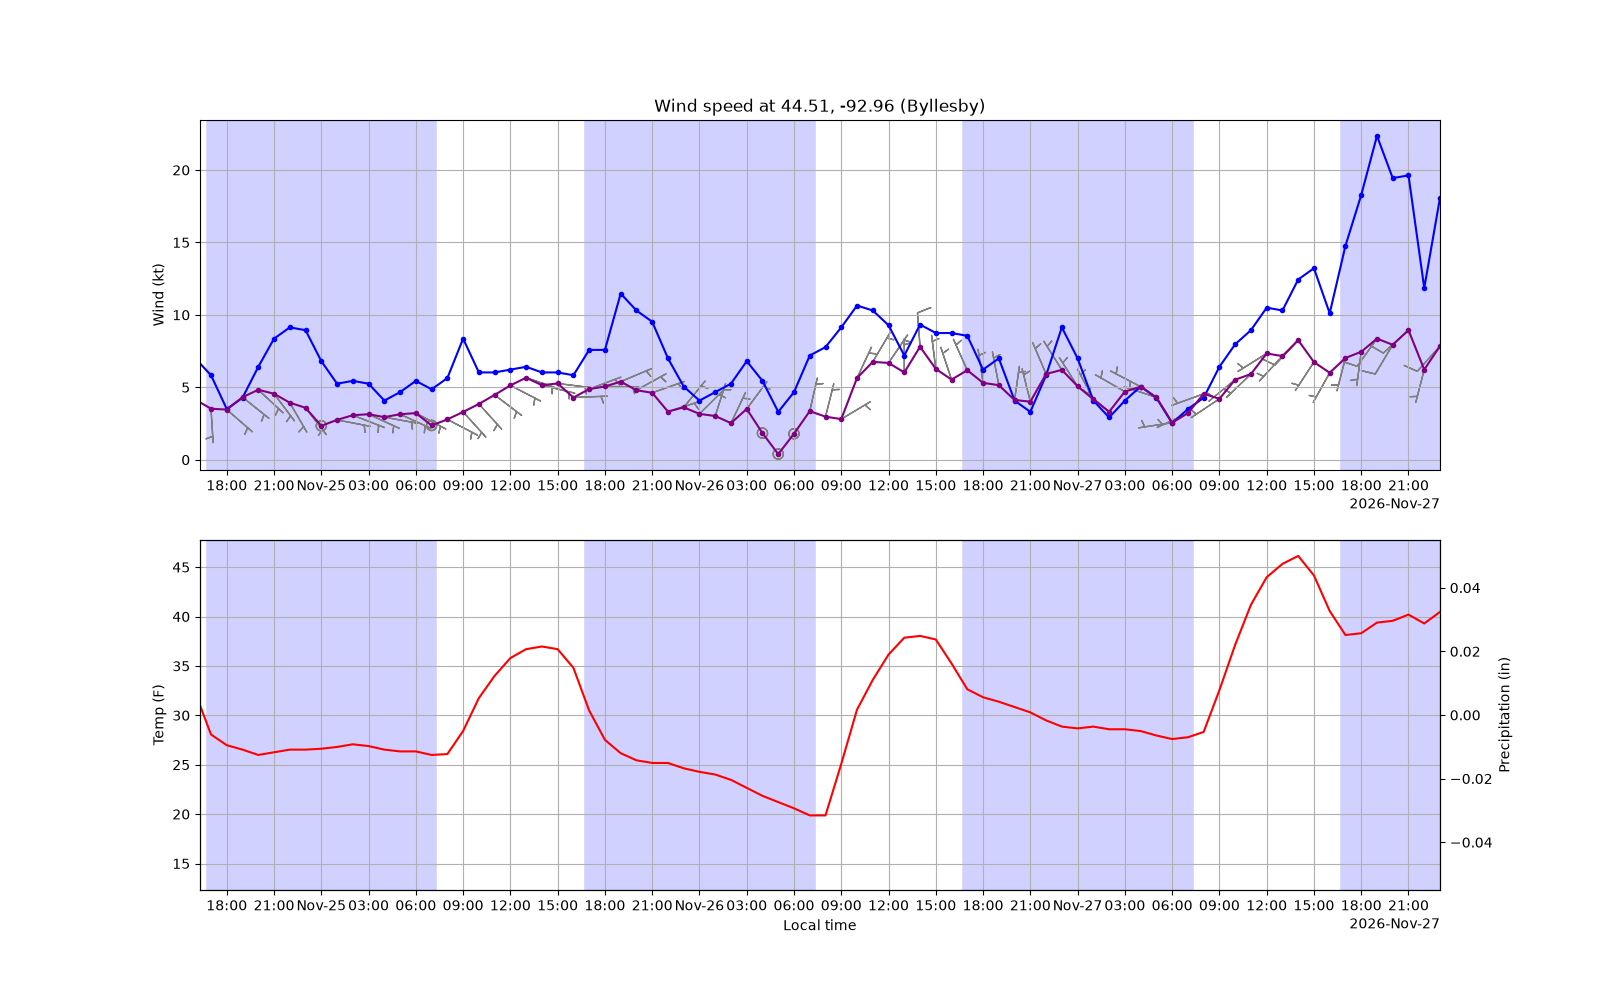 Wind speed at 44.51, -92.96 (Byllesby)
20
15
10
5
0
Wind (kt)
18:00 21:00 Nov-25 03:00 06:00 09:00 12:00 15:00 18:00 21:00 Nov-26 03:00 06:00 09:00 12:00 15:00 18:00 21:00 Nov-27 03:00 06:00 09:00 12:00 15:00 18:00 21:00
2026-Nov-27
45
40
35
30
25
20
15
Temp (F)
0.04
0.02
0.00
−0.02
−0.04
Precipitation (in)
18:00 21:00 Nov-25 03:00 06:00 09:00 12:00 15:00 18:00 21:00 Nov-26 03:00 06:00 09:00 12:00 15:00 18:00 21:00 Nov-27 03:00 06:00 09:00 12:00 15:00 18:00 21:00
Local time
2026-Nov-27